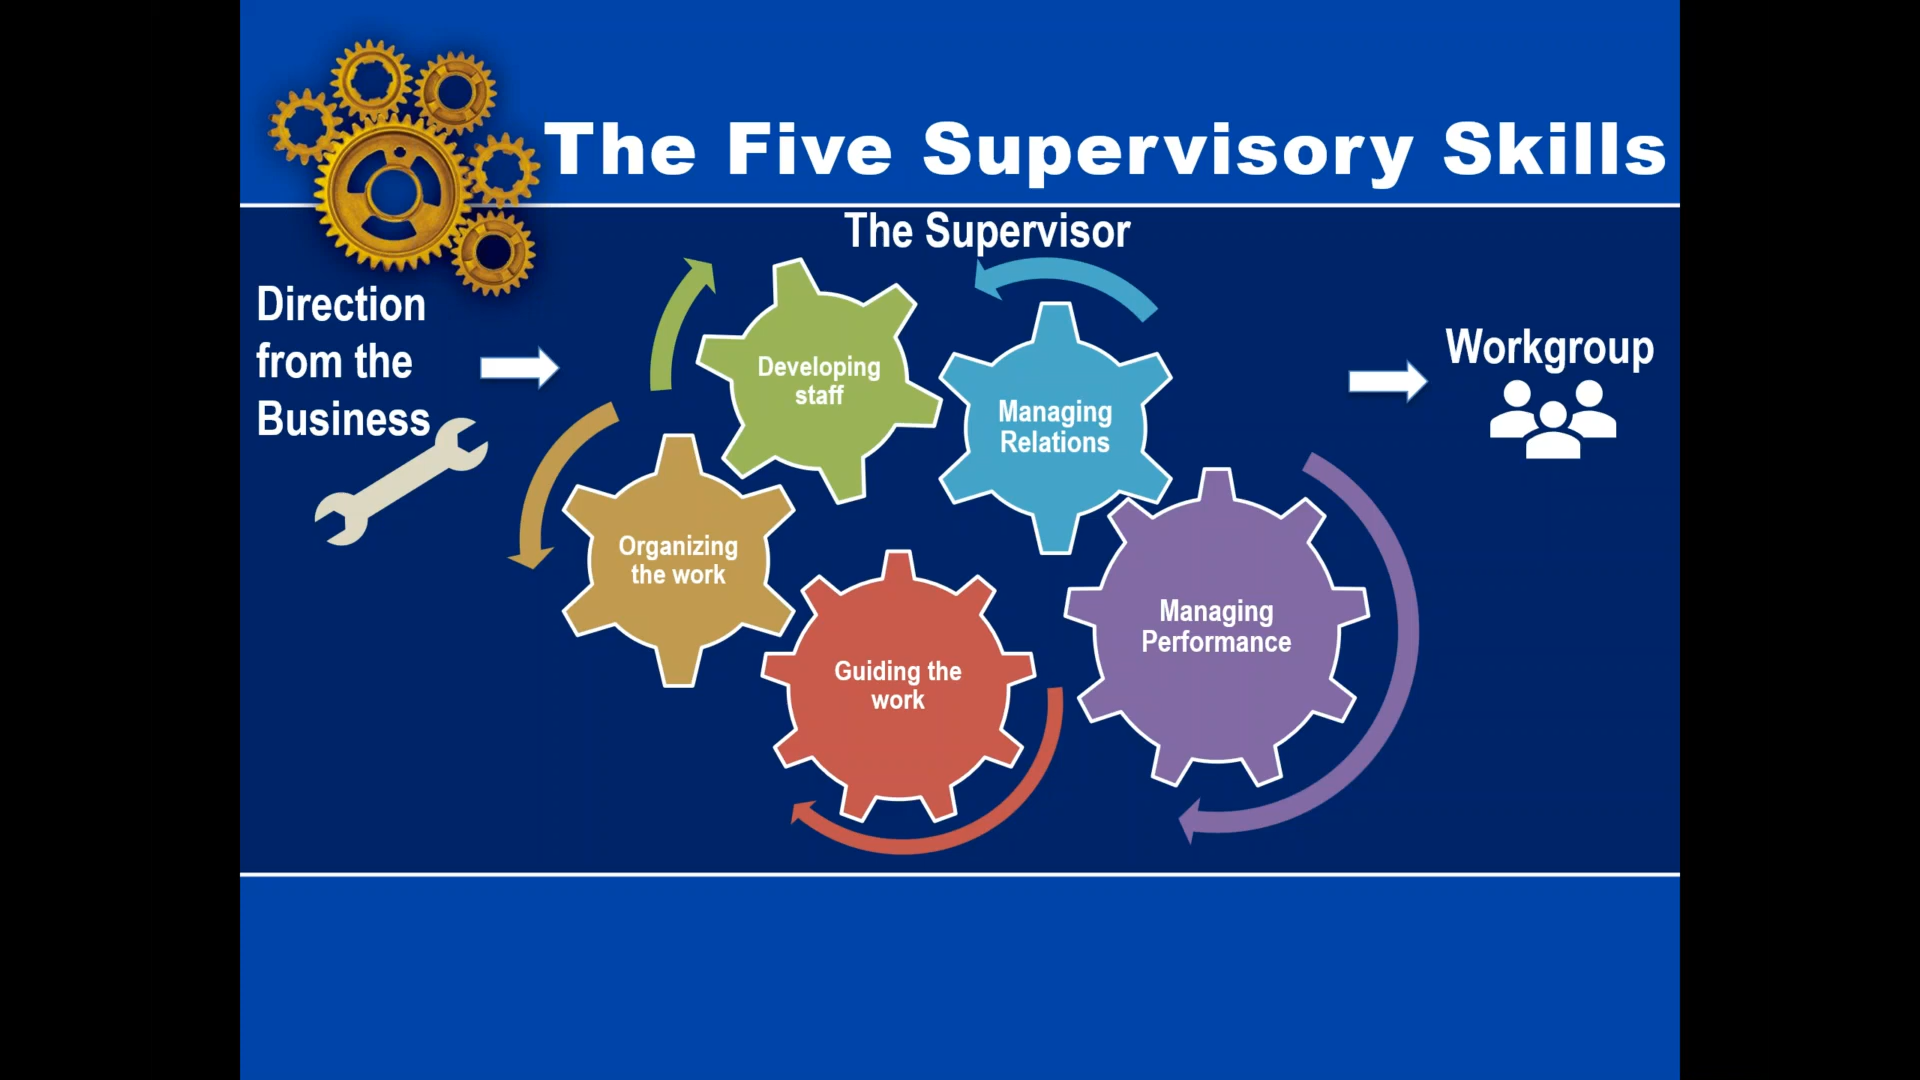 The Five Supervisory Skills
The Supervisor
Direction
from the
Business
Developing
staff
Managing
Relations
Workgroup
Organizing
the work
Guiding the
work
Managing
Performance